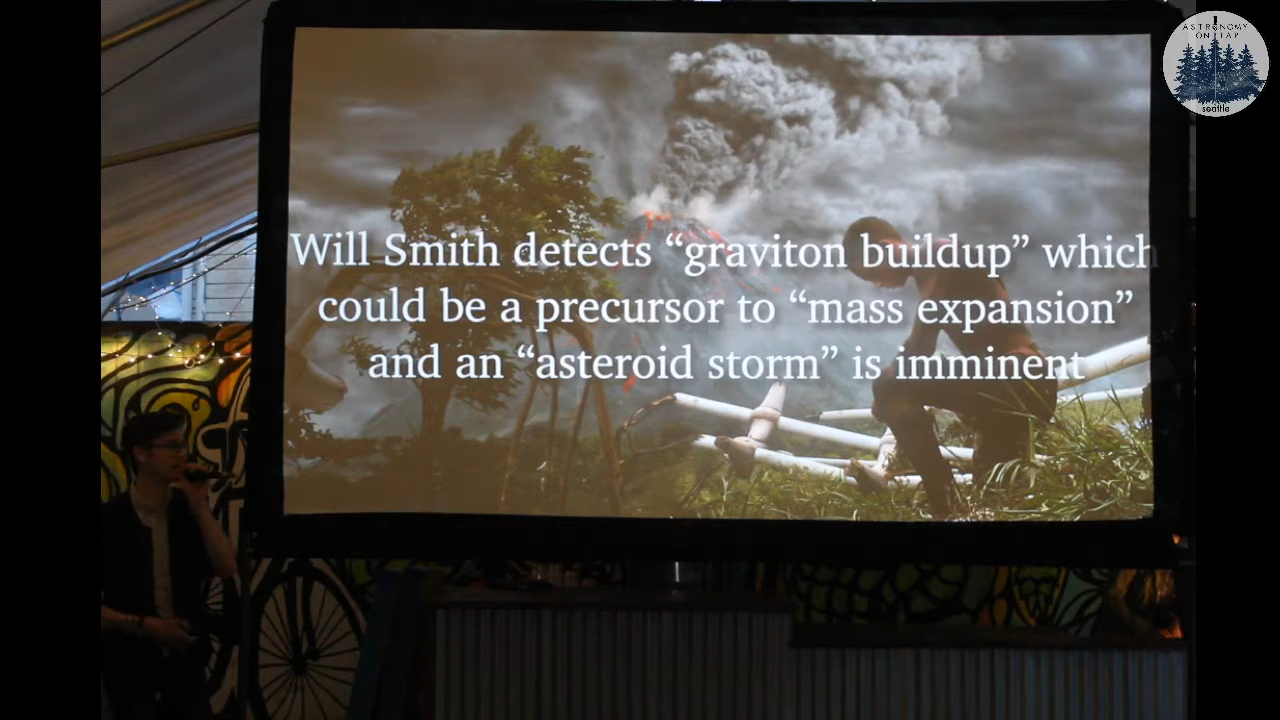 ASTRONOMY
ON TAP
seattle
Will Smith detects “graviton buildup” which
could be a precursor to “mass expansion”
and an “asteroid storm” is imminent